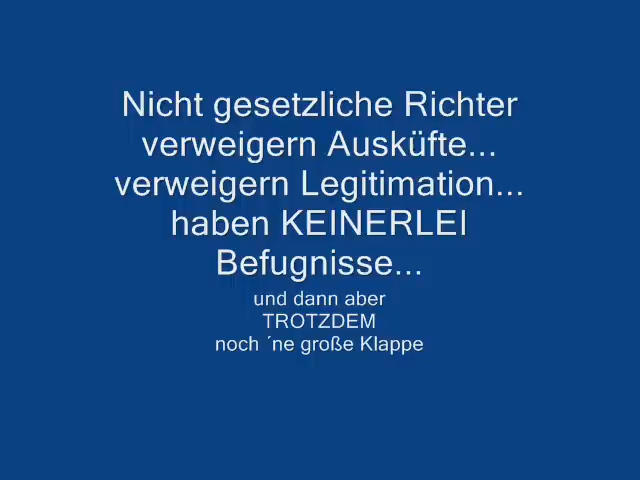 Nicht gesetzliche Richter
verweigern Ausküfte...
verweigern Legitimation...
haben KEINERLEI
Befugnisse...
und dann aber
TROTZDEM
noch ´ne große Klappe